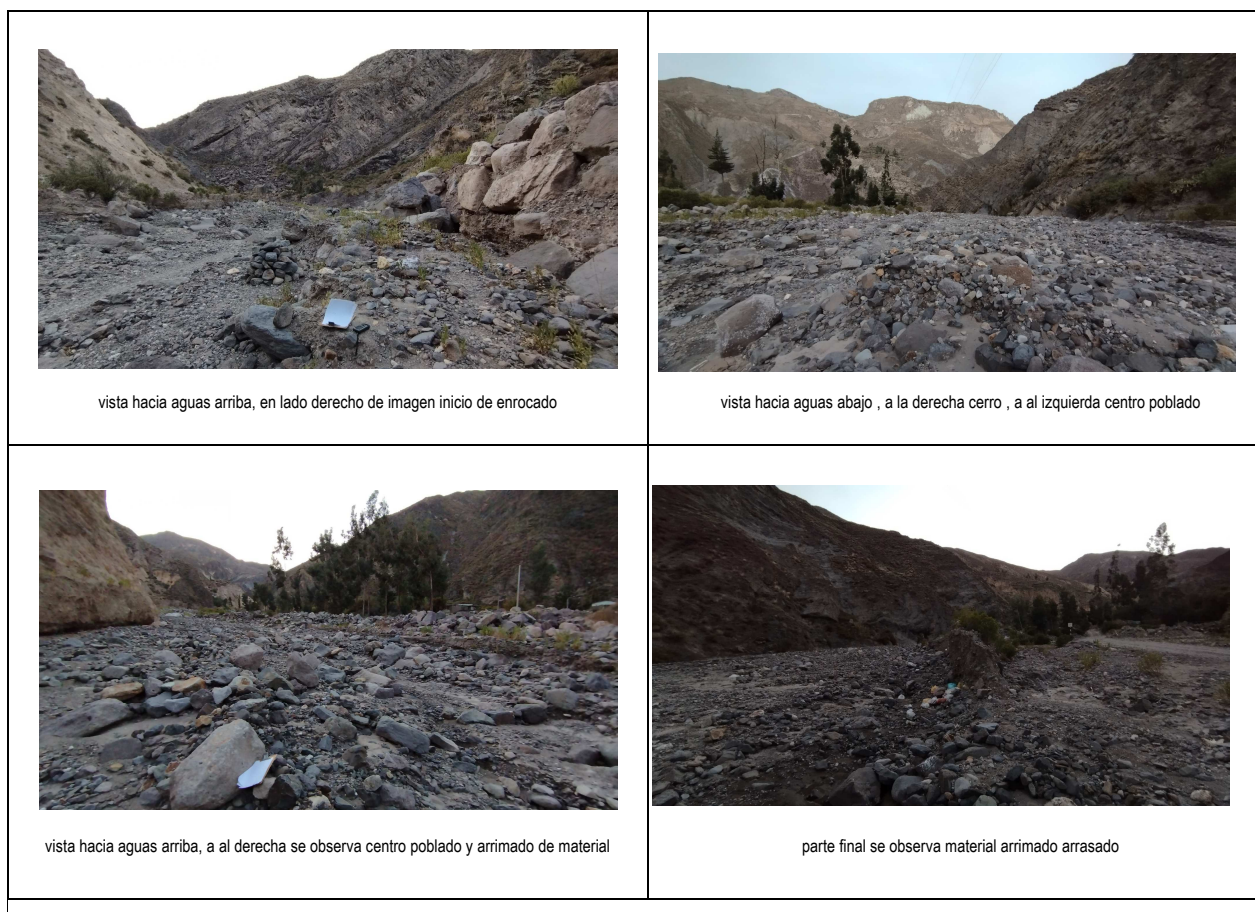 vista hacia aguas arriba, en lado derecho de imagen inicio de enrocado
vista hacia aguas abajo , a la derecha cerro , a al izquierda centro poblado
vista hacia aguas arriba, a al derecha se observa centro poblado y arrimado de material
parte final se observa material arrimado arrasado